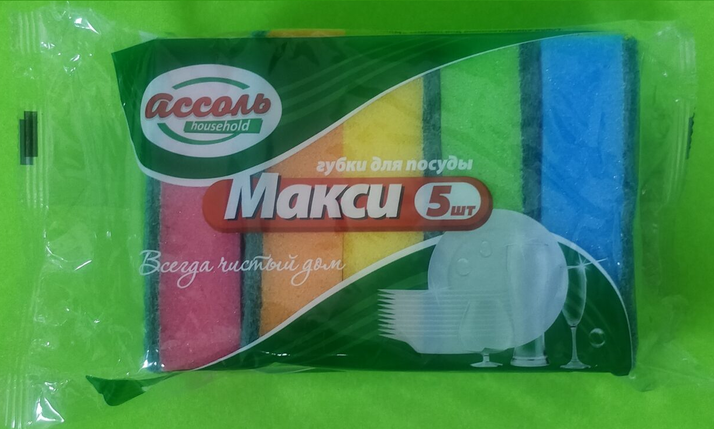 ассоль
household
губки для посуды
Макси 5шт
Всегда чистый дом